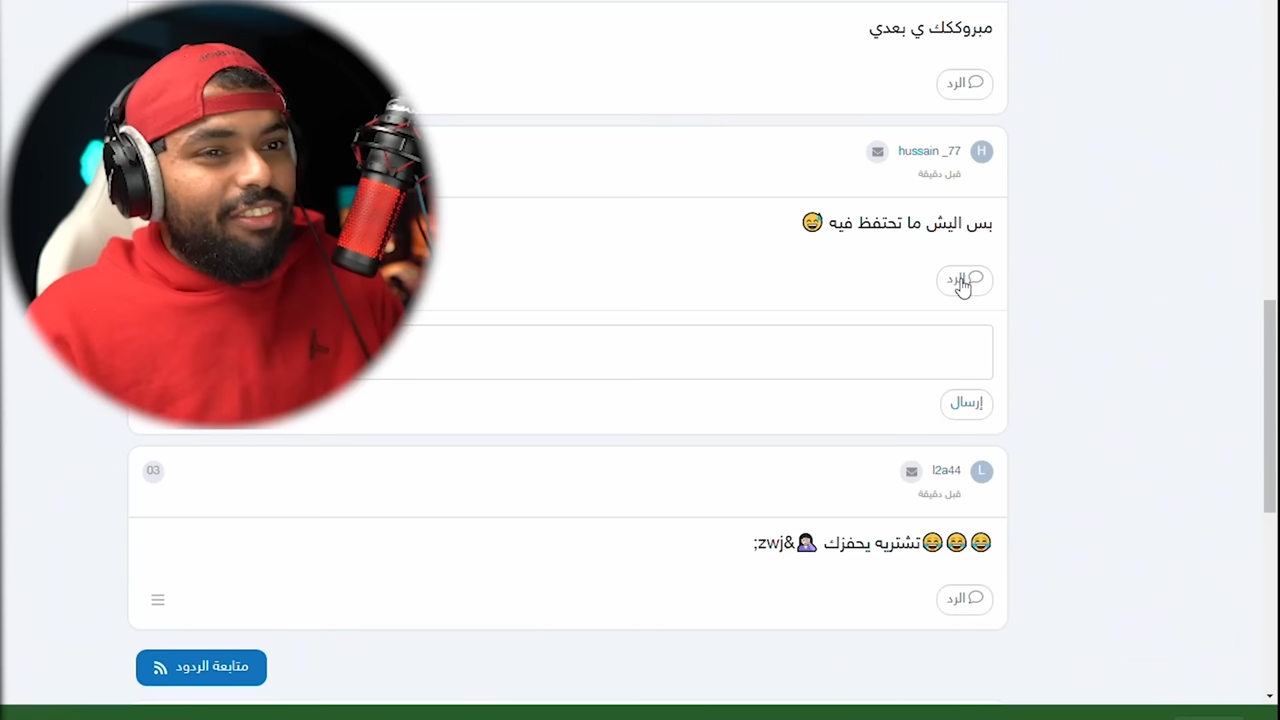 مبروككك ي بعدي
الرد
H hussain _77
قبل دقيقة
بس اليش ما تحتفظ فيه 😅
الرد
إرسال
L l2a44
03
قبل دقيقة
😂😂😂تشتريه يحفزك 🤦🏻&zwj;
الرد
متابعة الردود